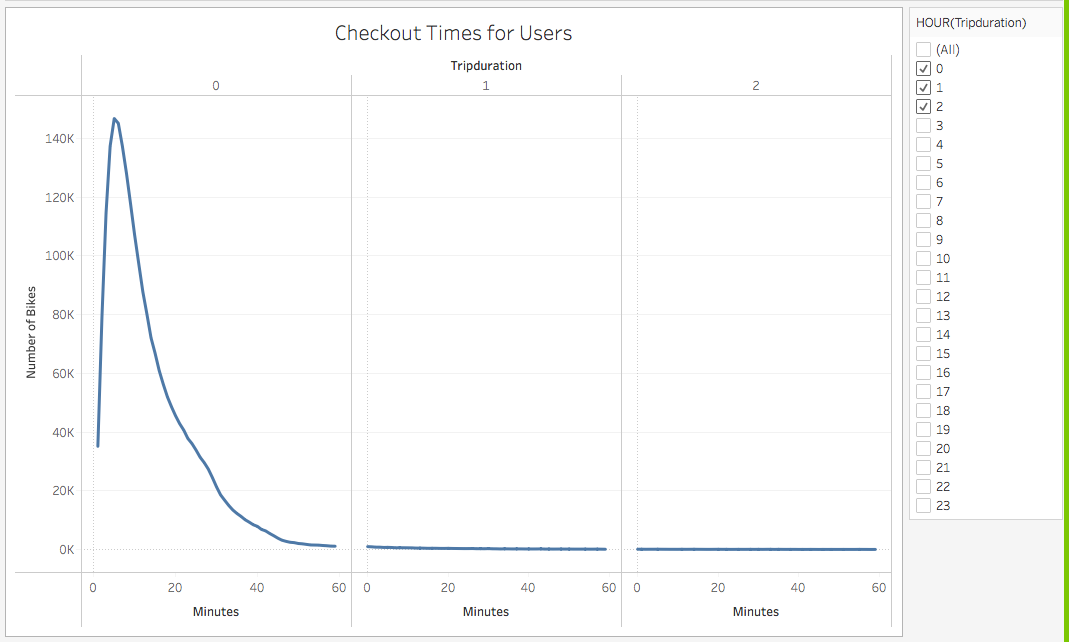 Checkout Times for Users
Tripduration
0 1 2
Number of Bikes
140K
120K
100K
80K
60K
40K
20K
0K
0 20 40 60 0 20 40 60 0 20 40 60
Minutes Minutes Minutes
HOUR(Tripduration)
(All)
0
1
2
3
4
5
6
7
8
9
10
11
12
13
14
15
16
17
18
19
20
21
22
23